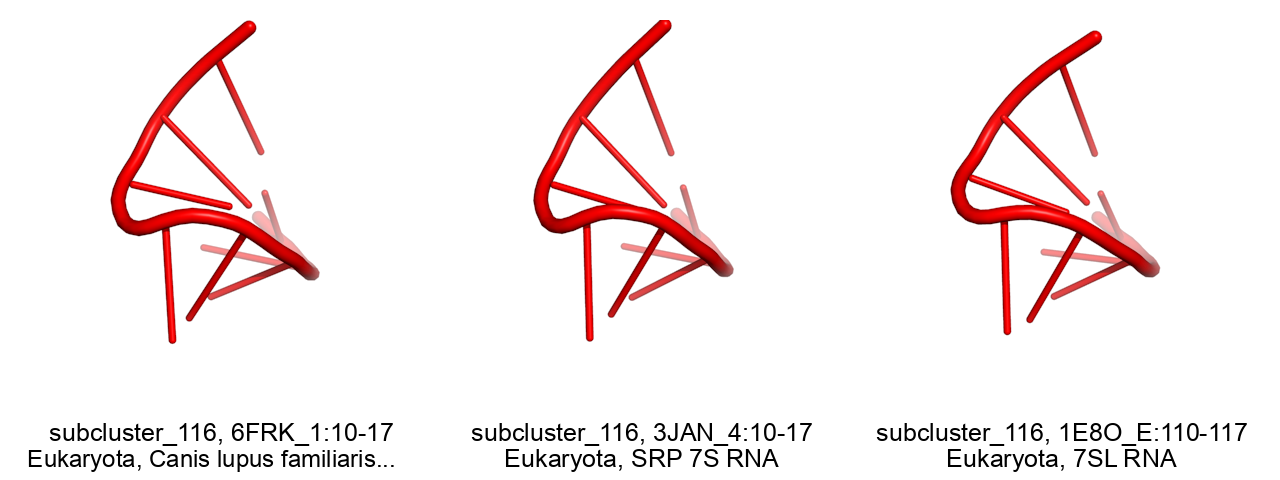 subcluster_116, 6FRK_1:10-17
Eukaryota, Canis lupus familiaris...
subcluster_116, 3JAN_4:10-17
Eukaryota, SRP 7S RNA
subcluster_116, 1E8O_E:110-117
Eukaryota, 7SL RNA